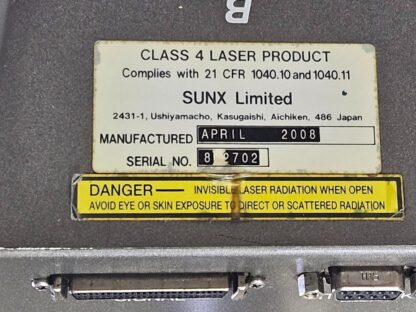 B
CLASS 4 LASER PRODUCT
Complies with 21 CFR 1040.10 and 1040.11
SUNX Limited
2431-1, Ushiyamacho, Kasugaishi, Aichiken, 486 Japan
MANUFACTURED APRIL 2008
SERIAL NO.
DANGER — INVISIBLE LASER RADIATION WHEN OPEN
AVOID EYE OR SKIN EXPOSURE TO DIRECT OR SCATTERED RADIATION